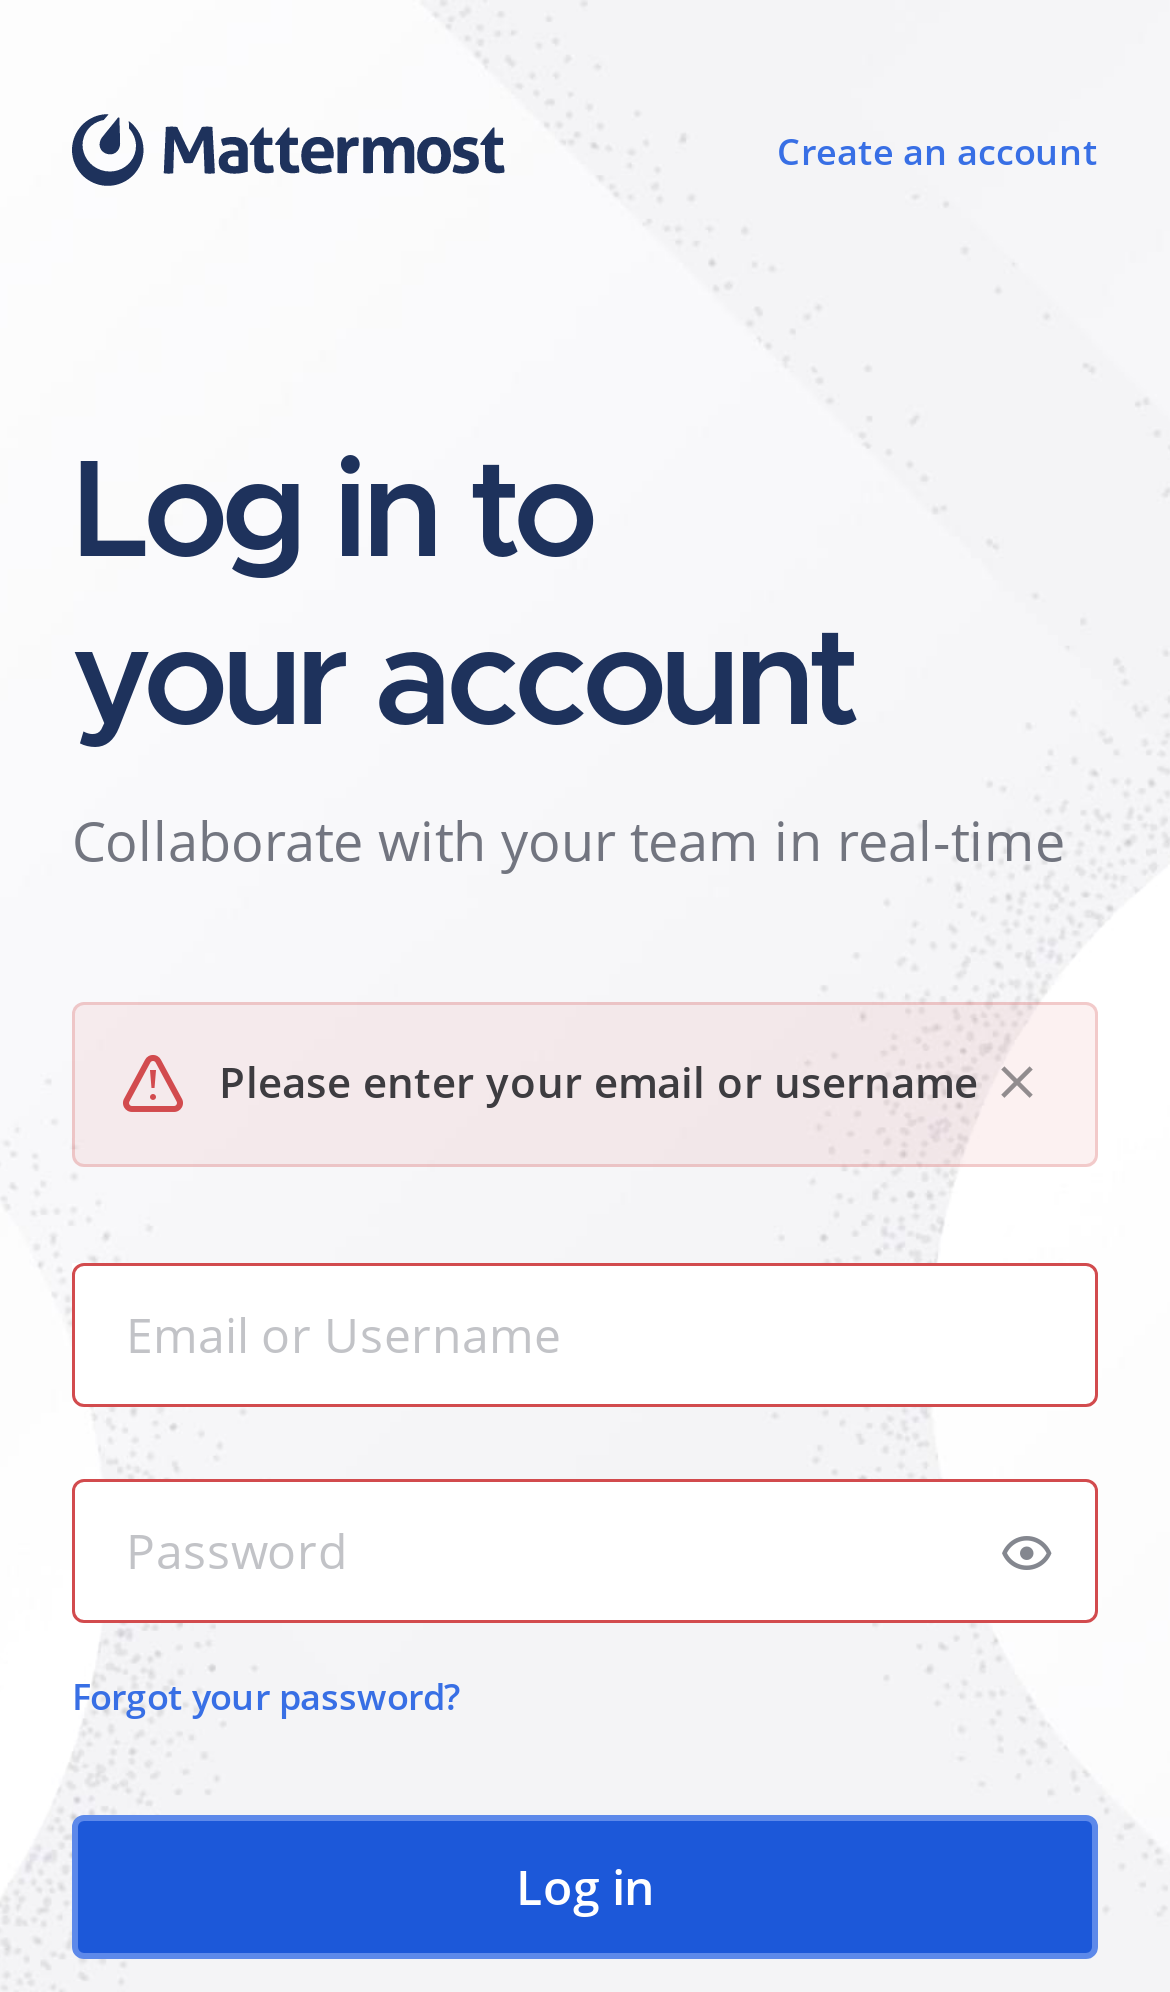 Mattermost
Create an account
Log in to
your account
Collaborate with your team in real-time
Please enter your email or username
Email or Username
Password
Forgot your password?
Log in